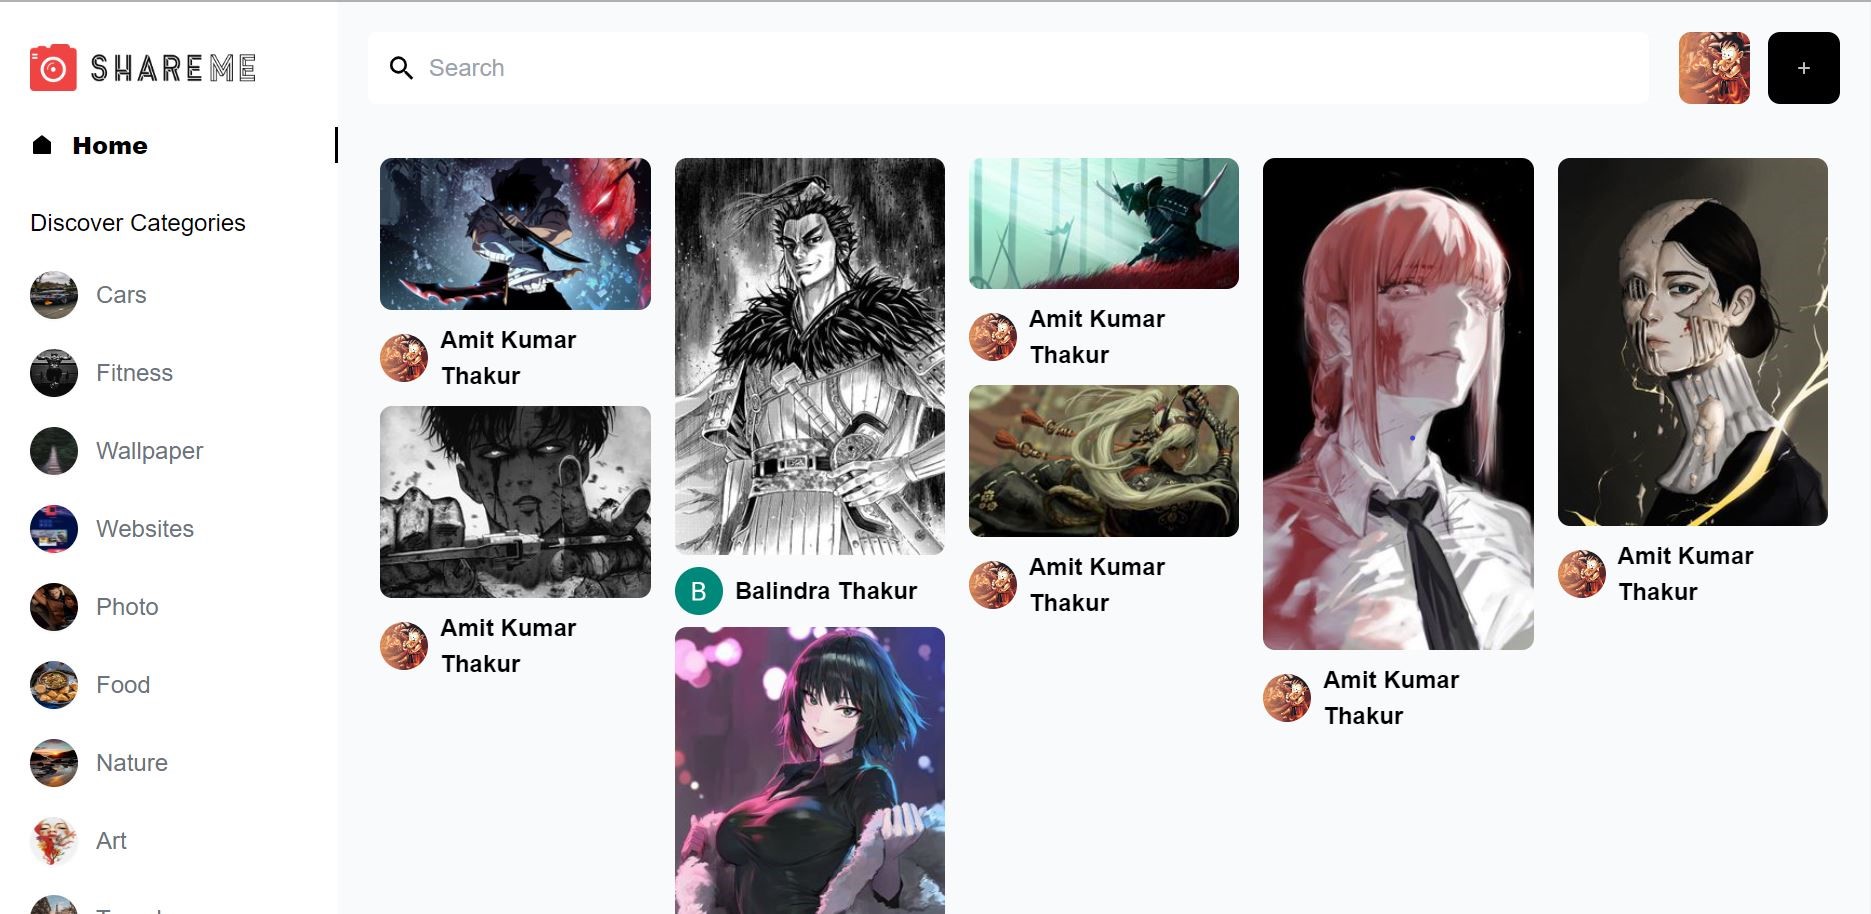 SHAREME
Search
+
Home
Discover Categories
Cars
Fitness
Wallpaper
Websites
Photo
Food
Nature
Art
Amit Kumar
Thakur
Amit Kumar
Thakur
B
Balindra Thakur
Amit Kumar
Thakur
Amit Kumar
Thakur
Amit Kumar
Thakur
Amit Kumar
Thakur